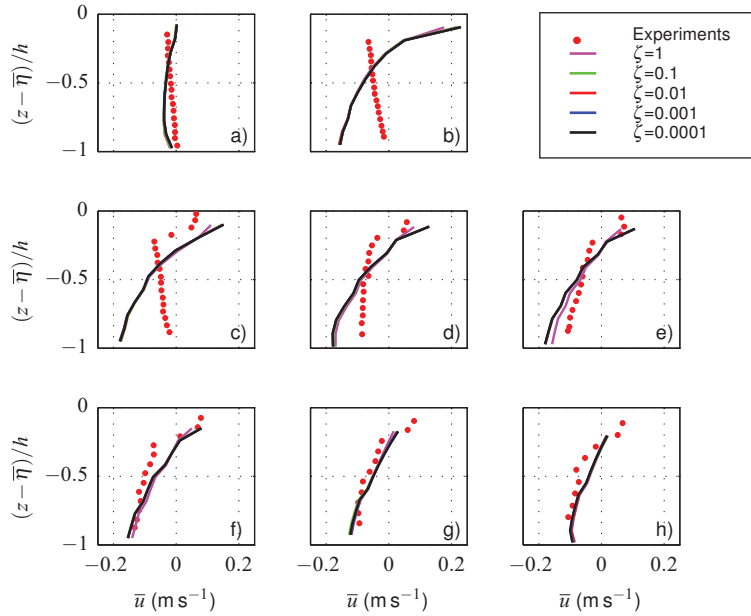 0
−0.5
−1
(z − η̅)/h
a)
b)
Experiments
ζ=1
ζ=0.1
ζ=0.01
ζ=0.001
ζ=0.0001
0
−0.5
−1
(z − η̅)/h
c)
d)
e)
0
−0.5
−1
(z − η̅)/h
f)
g)
h)
−0.2 0 0.2
−0.2 0 0.2
−0.2 0 0.2
u̅ (m s⁻¹)
u̅ (m s⁻¹)
u̅ (m s⁻¹)